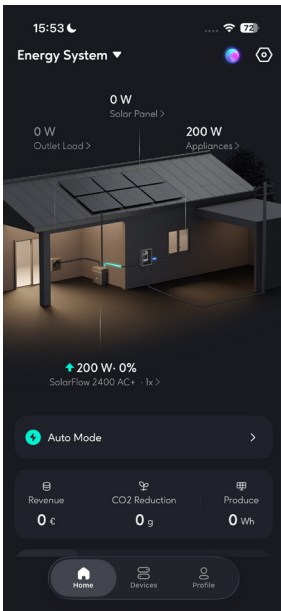 15:53
72
Energy System
0 W
Solar Panel >
0 W
Outlet Load >
200 W
Appliances >
200 W· 0%
SolarFlow 2400 AC+ · 1x >
Auto Mode
Revenue
CO2 Reduction
Produce
0 €
0 g
0 Wh
Home
Devices
Profile